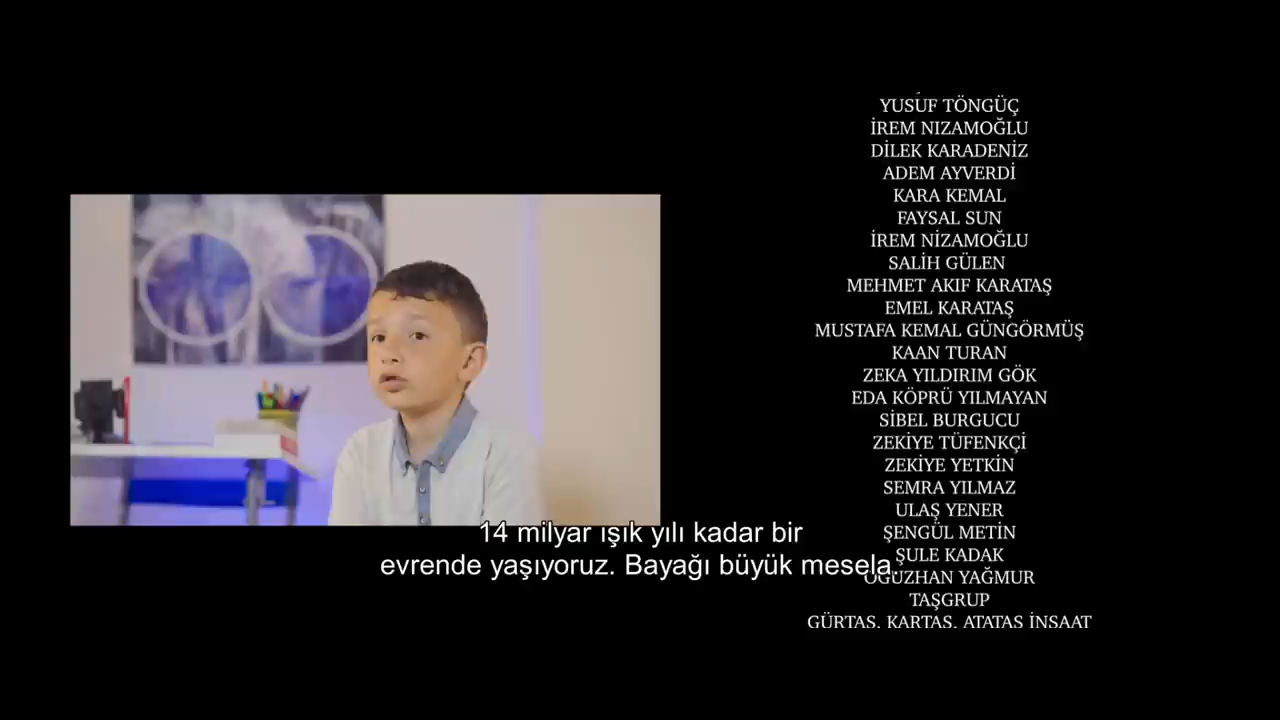 YUSUF TÖNGÜÇ
İREM NIZAMOĞLU
DİLEK KARADENİZ
ADEM AYVERDİ
KARA KEMAL
FAYSAL SUN
İREM NİZAMOĞLU
SALİH GÜLEN
MEHMET AKIF KARATAŞ
EMEL KARATAŞ
MUSTAFA KEMAL GÜNGÖRMÜŞ
KAAN TURAN
ZEKA YILDIRIM GÖK
EDA KÖPRÜ YILMAYAN
SİBEL BURGUCU
ZEKİYE TÜFENKÇİ
ZEKİYE YETKİN
SEMRA YILMAZ
ULAŞ YENER
ŞENGÜL METİN
ŞULE KADAK
OĞUZHAN YAĞMUR
TAŞGRUP
GÜRTAŞ, KARTAŞ, ATATAŞ İNSAAT
14 milyar ışık yılı kadar bir
evrende yaşıyoruz. Bayağı büyük mesela.